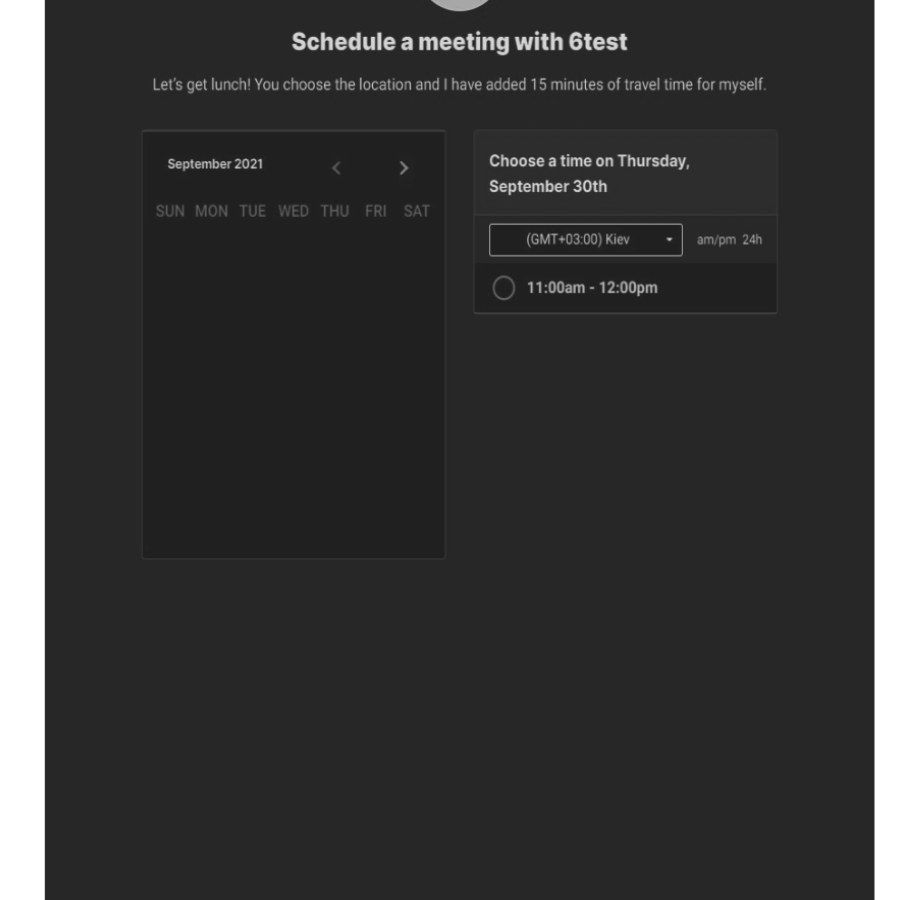 Schedule a meeting with 6test
Let's get lunch! You choose the location and I have added 15 minutes of travel time for myself.
September 2021
SUN MON TUE WED THU FRI SAT
Choose a time on Thursday,
September 30th
(GMT+03:00) Kiev am/pm 24h
11:00am - 12:00pm